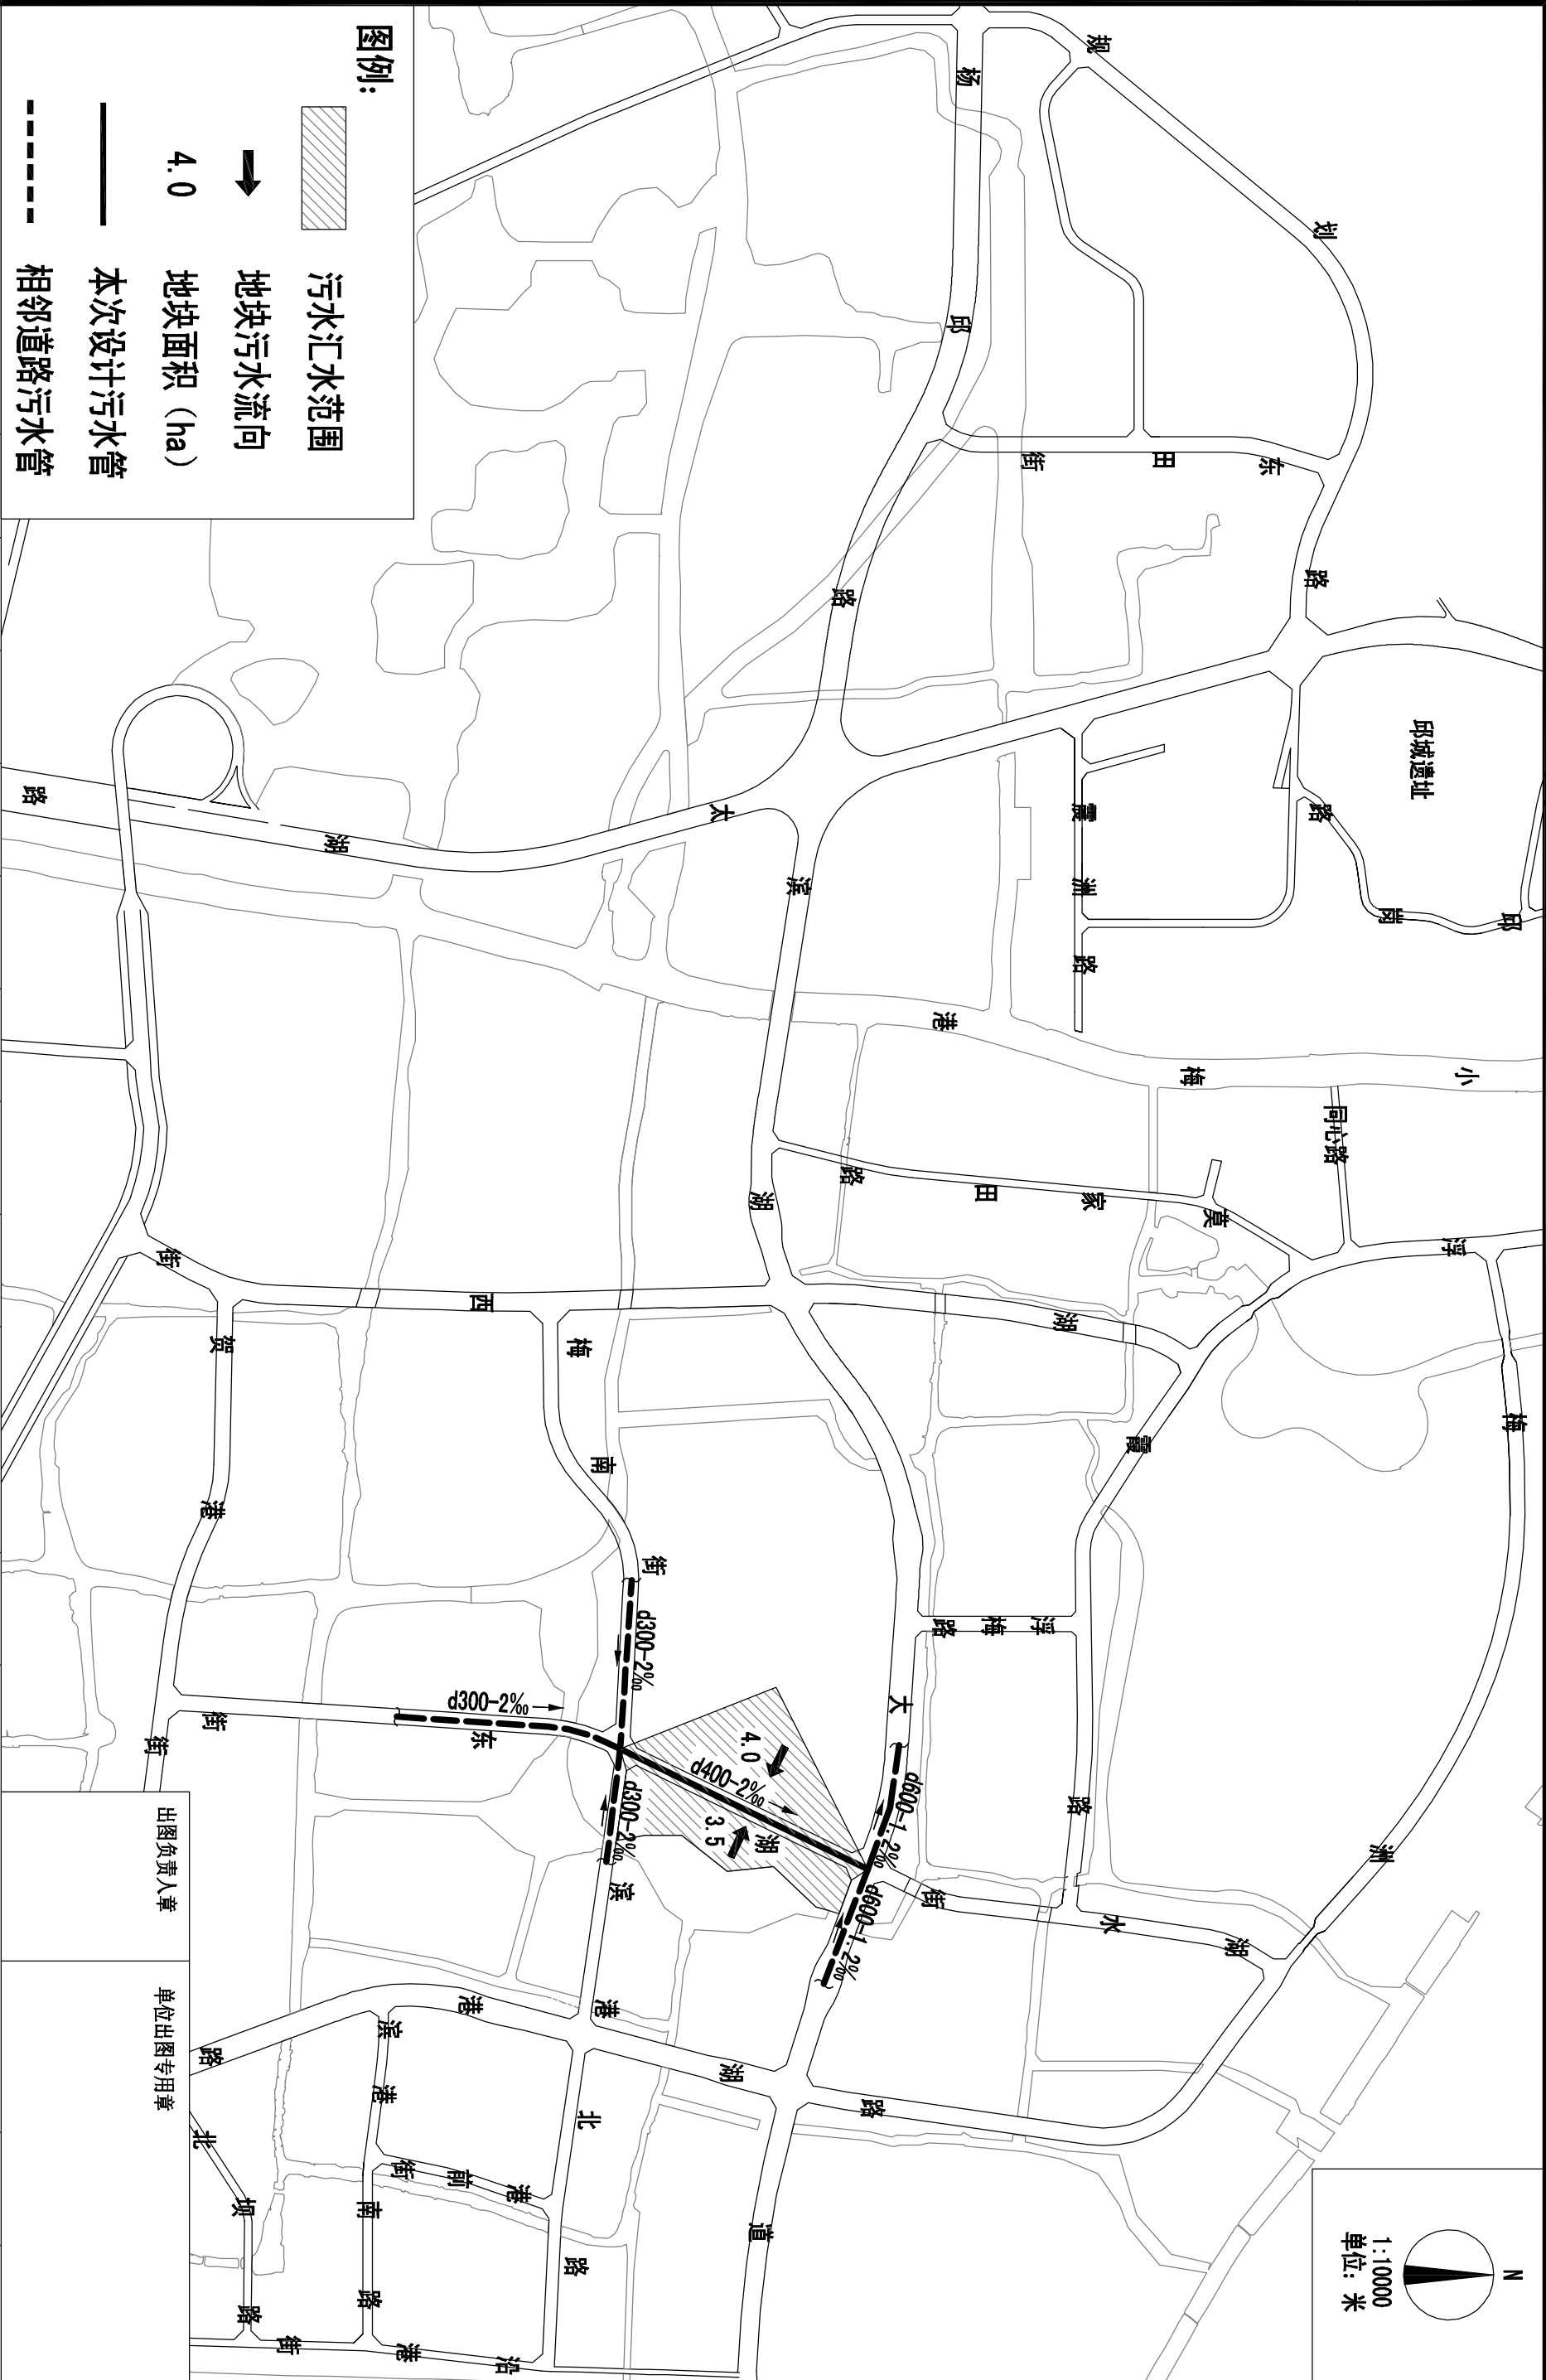 N
1:10000
单位: 米
邱城遗址
规划路
杨邱路
东田街
霞洲路
邱岗路
小梅港
同心路
莫家田路
浮梅洲路
霞路
浮梅路
湖水街
滨湖大道
太湖路
湖西街
梅南街
贺港街
湖东街
湖港路
滨港北路
滨港南路
港前街
沿港街
北坝路
d600-1.2‰
d600-1.2‰
d400-2‰
4.0
3.5
d300-2‰
d300-2‰
d300-2‰
图例:
污水汇水范围
地块污水流向
4.0 地块面积（ha）
本次设计污水管
相邻道路污水管
出图负责人章
单位出图专用章